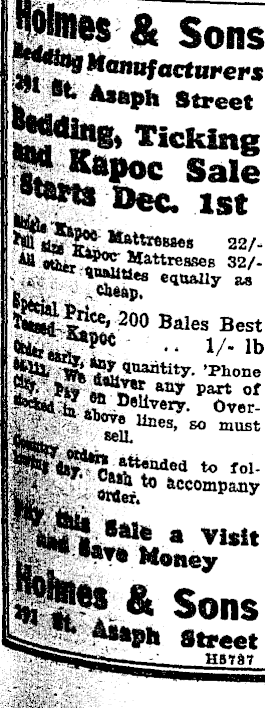 Holmes & Sons
Bedding Manufacturers
291 St. Asaph Street
Bedding, Ticking
and Kapoc Sale
Starts Dec. 1st
Single Kapoc Mattresses 22/-
Full size Kapoc Mattresses 32/-
All other qualities equally as
cheap.
Special Price, 200 Bales Best
Teased Kapoc .. 1/- lb
Order early, any quantity. 'Phone
We deliver any part of
City. Pay on Delivery. Over-
stocked in above lines, so must
sell.
Country orders attended to fol-
lowing day. Cash to accompany
order.
Pay this Sale a Visit
and Save Money
Holmes & Sons
291 St. Asaph Street
H5737